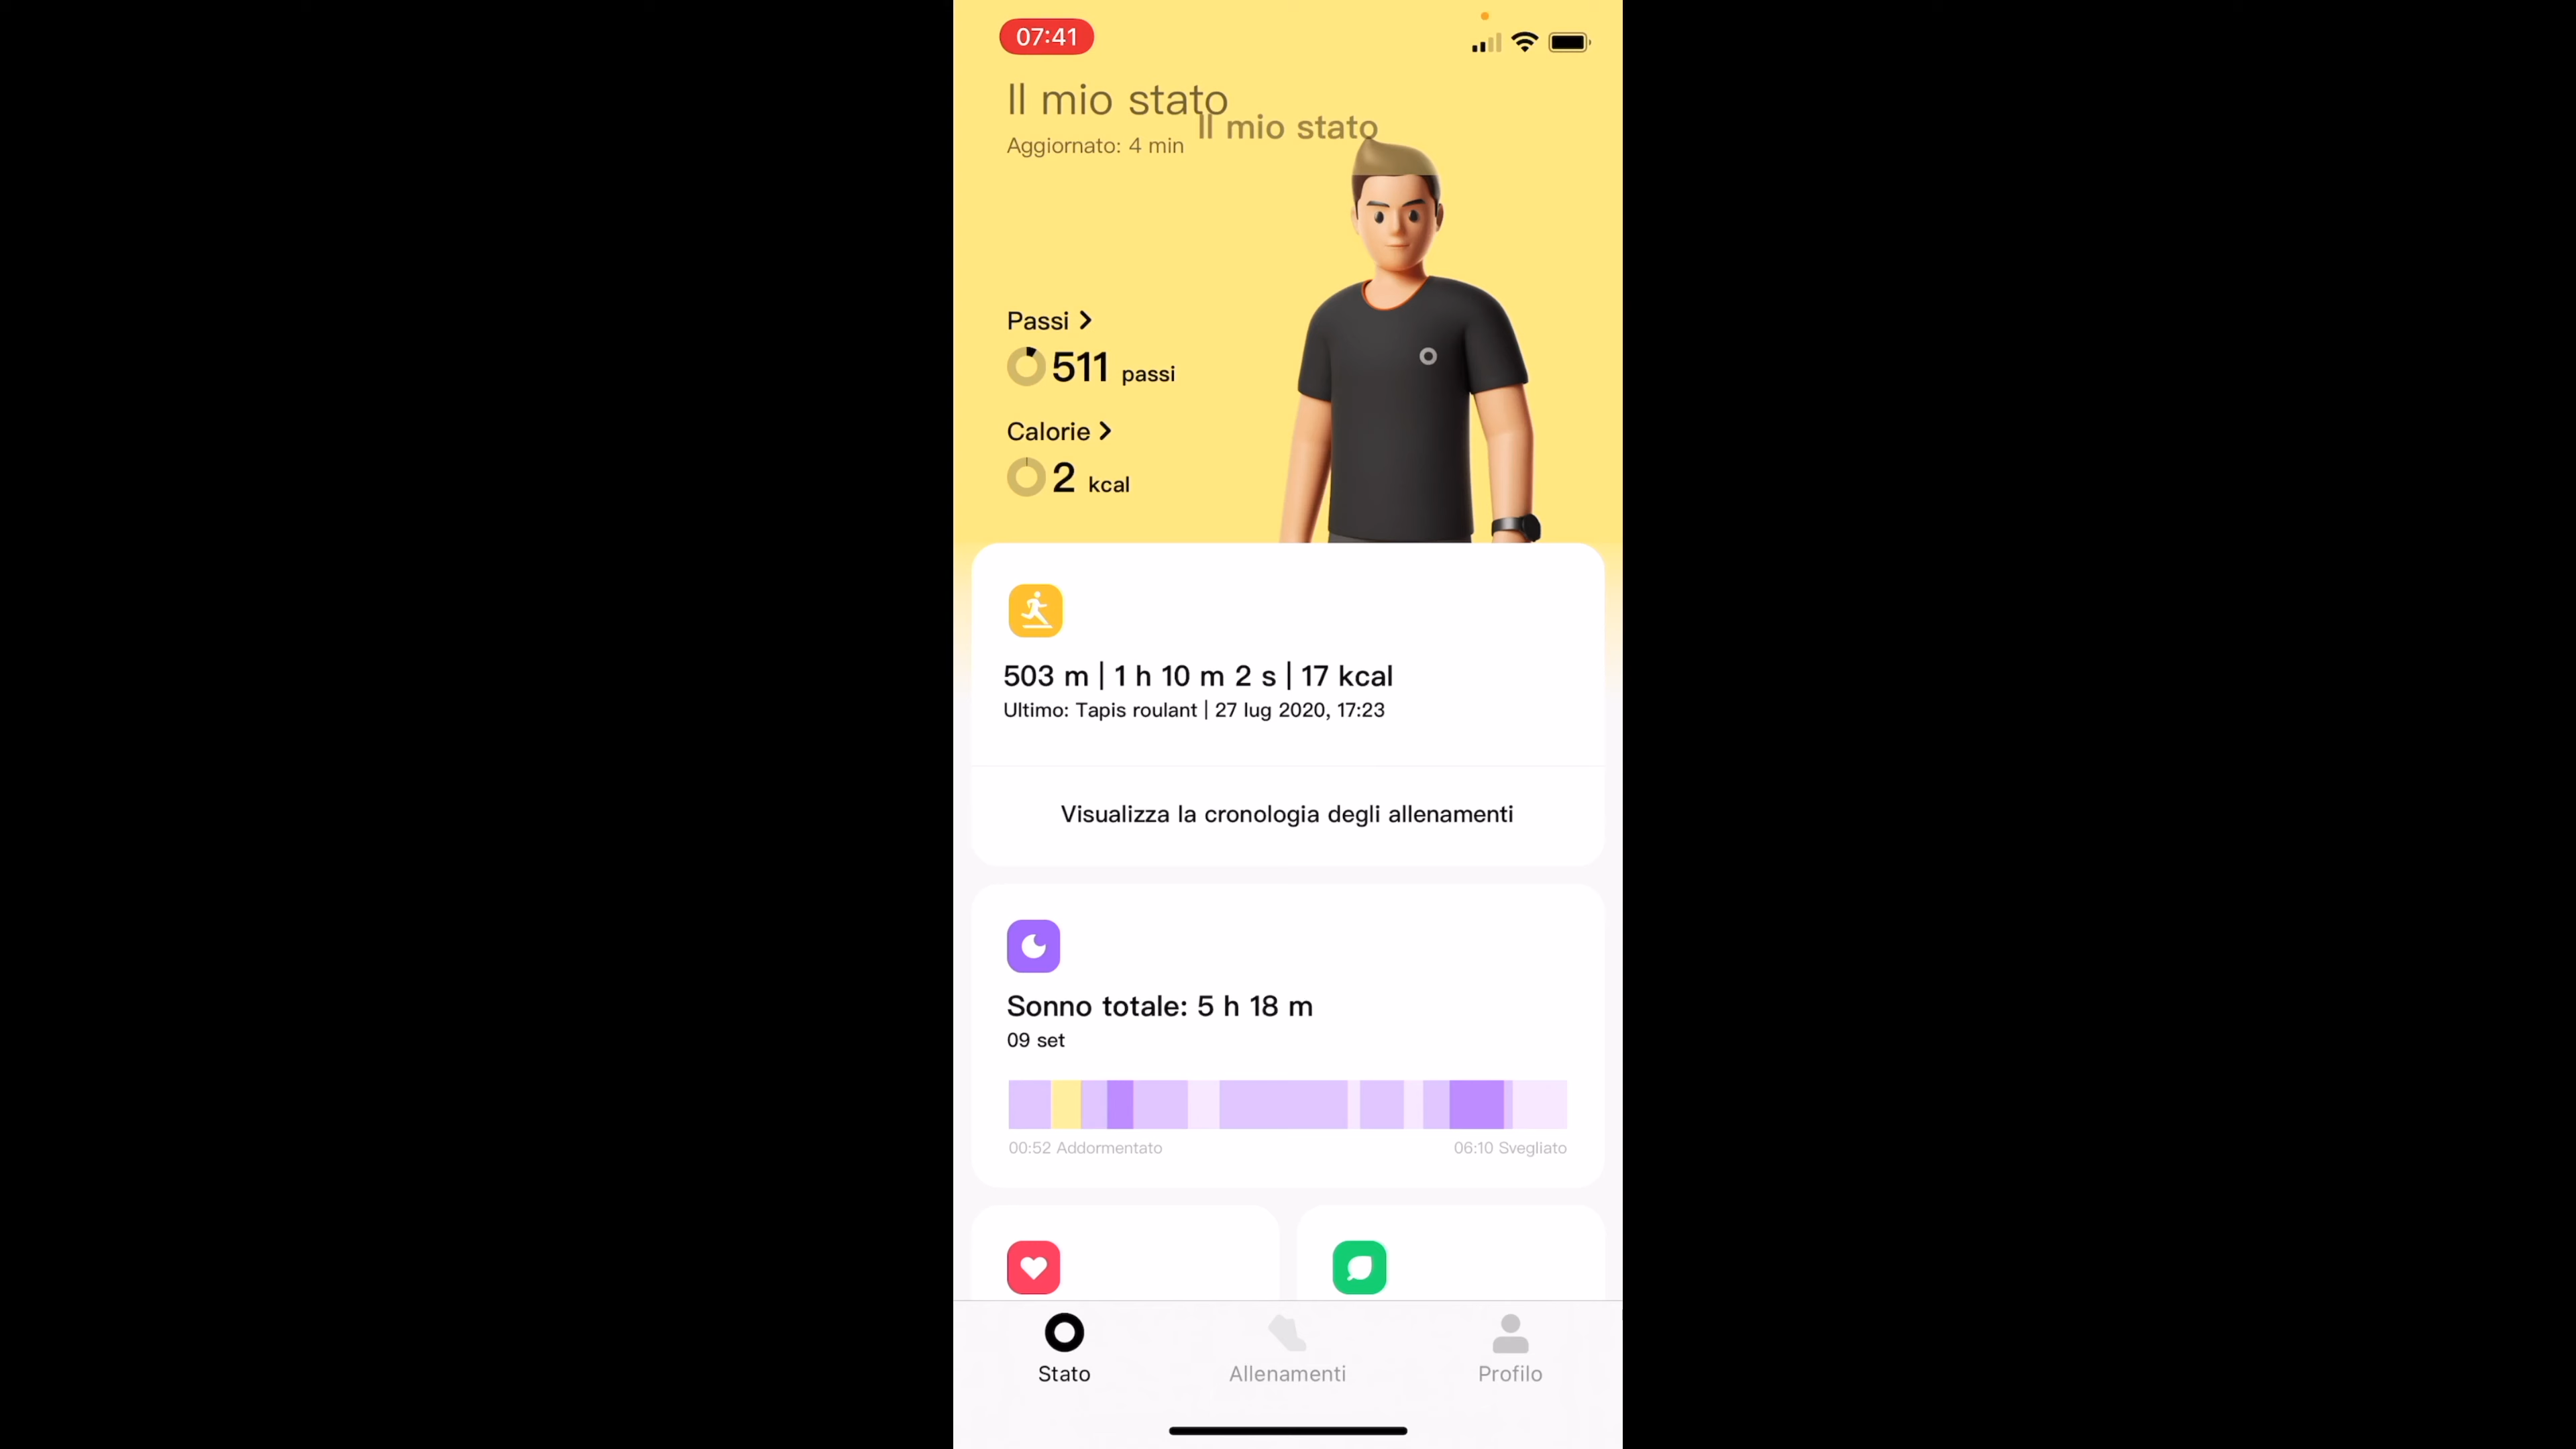 07:41
Il mio stato
Il mio stato
Aggiornato: 4 min
Passi
511 passi
Calorie
2 kcal
503 m | 1 h 10 m 2 s | 17 kcal
Ultimo: Tapis roulant | 27 lug 2020, 17:23
Visualizza la cronologia degli allenamenti
Sonno totale: 5 h 18 m
09 set
00:52 Addormentato
06:10 Svegliato
Stato
Allenamenti
Profilo